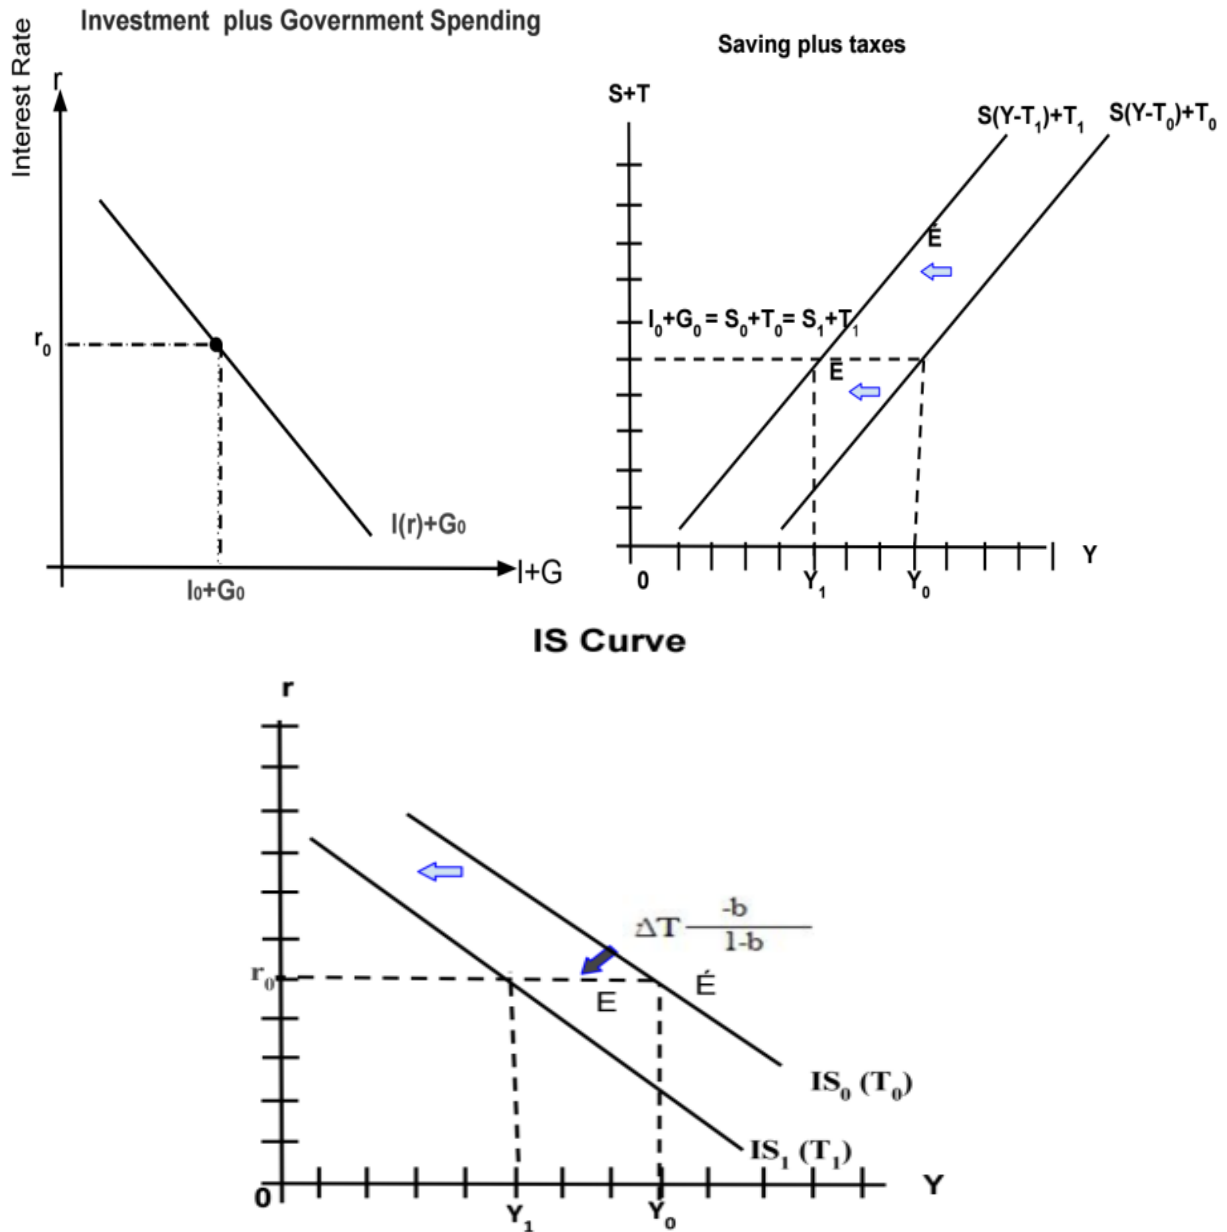 Investment plus Government Spending
Interest Rate
r
r₀
I(r)+G₀
I+G
I₀+G₀
Saving plus taxes
S+T
S(Y-T₁)+T₁
S(Y-T₀)+T₀
É
I₀+G₀ = S₀+T₀ = S₁+T₁
E
0
Y₁
Y₀
Y
IS Curve
r
ΔT -b
1-b
r₀
E
É
IS₀ (T₀)
IS₁ (T₁)
0
Y₁
Y₀
Y